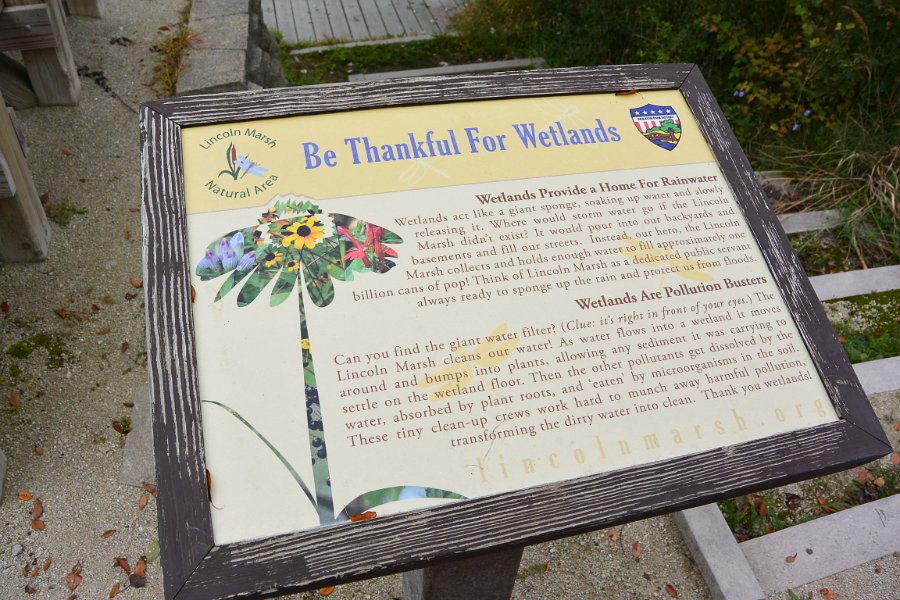 Lincoln Marsh
Natural Area
Be Thankful For Wetlands
Wetlands Provide a Home For Rainwater
Wetlands act like a giant sponge, soaking up water and slowly
releasing it. Where would storm water go if the Lincoln
Marsh didn't exist? It would pour into our backyards and
basements and fill our streets. Instead, our hero, the Lincoln
Marsh collects and holds enough water to fill approximately one
billion cans of pop! Think of Lincoln Marsh as a dedicated public servant
always ready to sponge up the rain and protect us from floods.
Wetlands Are Pollution Busters
Can you find the giant water filter? (Clue: it's right in front of your eyes.) The
Lincoln Marsh cleans our water! As water flows into a wetland it moves
around and bumps into plants, allowing any sediment it was carrying to
settle on the wetland floor. Then the other pollutants get dissolved by the
water, absorbed by plant roots, and 'eaten' by microorganisms in the soil.
These tiny clean-up crews work hard to munch away harmful pollution,
transforming the dirty water into clean. Thank you wetlands!
lincolnmarsh.org